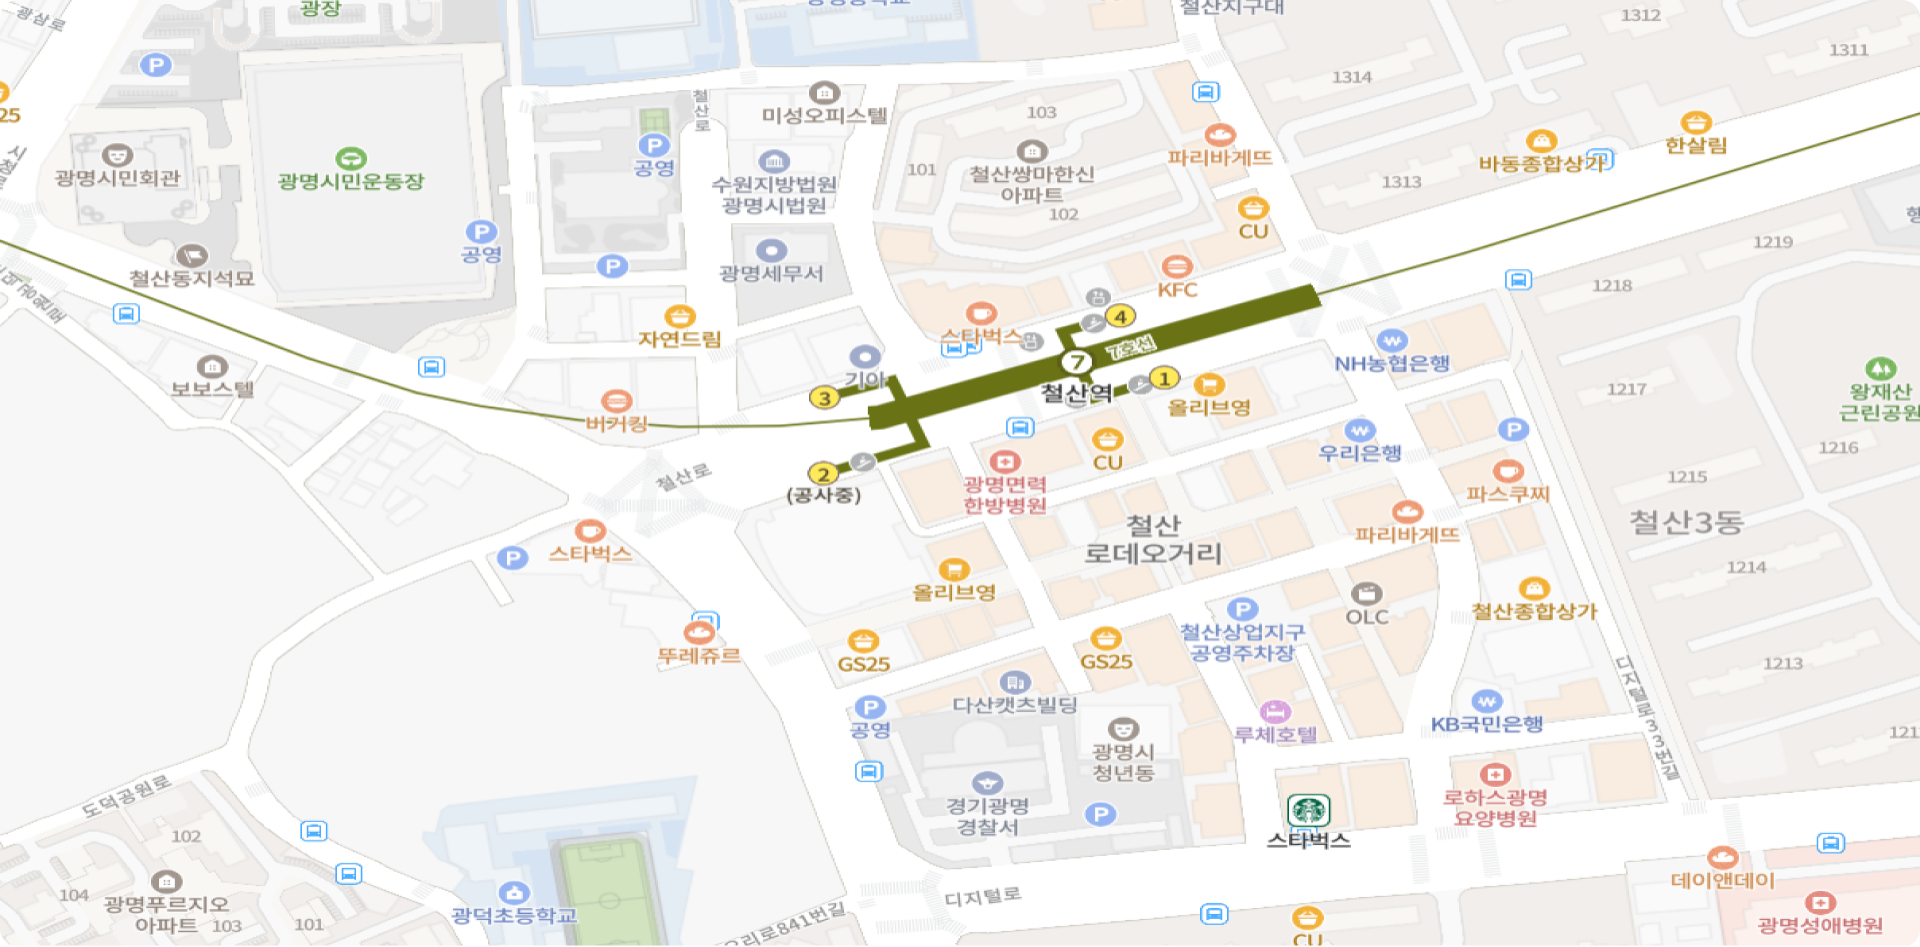 광장
광삼로
철산지구대
1312
1311
1314
P
25
미성오피스텔
철산로
103
파리바게뜨
한살림
바동종합상가
시청로
광명시민회관
광명시민운동장
P
공영
수원지방법원
광명시법원
101
철산쌍마한신
아파트
102
1313
CU
P
공영
철산동지석묘
P
광명세무서
1219
1218
KFC
자연드림
스타벅스
4
7호선
7
철산역
NH농협은행
보보스텔
기아
3
1
올리브영
1217
왕재산
근린공원
버거킹
CU
우리은행
P
1216
철산로
2
(공사중)
광명면력
한방병원
파스쿠찌
1215
철산
로데오거리
파리바게뜨
철산3동
스타벅스
P
올리브영
1214
OLC
철산종합상가
P
철산상업지구
공영주차장
뚜레쥬르
GS25
GS25
1213
디지털로33번길
P
공영
다산캣츠빌딩
루체호텔
KB국민은행
광명시
청년동
경기광명
경찰서
P
스타벅스
로하스광명
요양병원
도덕공원로
102
104
광명푸르지오
아파트
103
101
광덕초등학교
디지털로
오리로841번길
CU
데이앤데이
광명성애병원